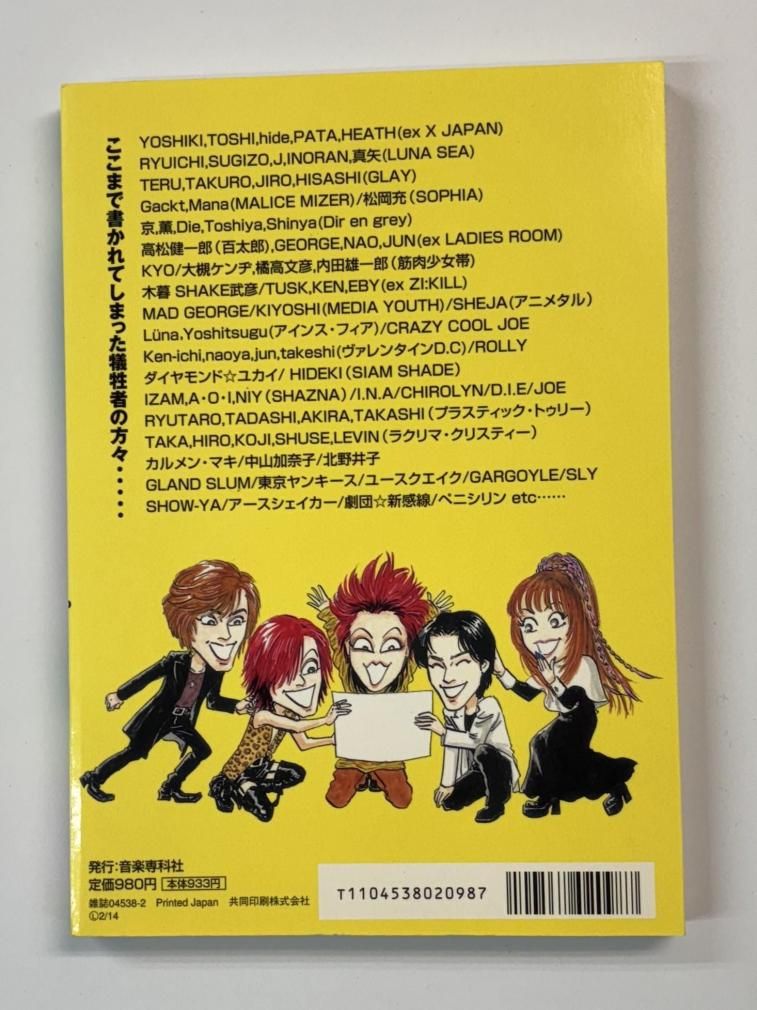 ここまで書かれてしまった犠牲者の方々・・・・・
YOSHIKI,TOSHI,hide,PATA,HEATH(ex X JAPAN)
RYUICHI,SUGIZO,J,INORAN,真矢(LUNA SEA)
TERU,TAKURO,JIRO,HISASHI(GLAY)
Gackt,Mana(MALICE MIZER)/松岡充(SOPHIA)
京,薫,Die,Toshiya,Shinya(Dir en grey)
高松健一郎(百太郎),GEORGE,NAO,JUN(ex LADIES ROOM)
KYO/大槻ケンヂ,橘高文彦,内田雄一郎(筋肉少女帯)
木暮 SHAKE武彦/TUSK,KEN,EBY(ex ZI:KILL)
MAD GEORGE/KIYOSHI(MEDIA YOUTH)/SHEJA(アニメタル)
Lüna,Yoshitsugu(アインス・フィア)/CRAZY COOL JOE
Ken-ichi,naoya,jun,takeshi(ヴァレンタインD.C)/ROLLY
ダイヤモンド☆ユカイ/ HIDEKI(SIAM SHADE)
IZAM,A・O・I,NIY(SHAZNA)/I.N.A/CHIROLYN/D.I.E/JOE
RYUTARO,TADASHI,AKIRA,TAKASHI(プラスティック・トゥリー)
TAKA,HIRO,KOJI,SHUSE,LEVIN(ラクリマ・クリスティー)
カルメン・マキ/中山加奈子/北野井子
GLAND SLUM/東京ヤンキース/ユースクエイク/GARGOYLE/SLY
SHOW-YA/アースシェイカー/劇団☆新感線/ペニシリン etc……
発行:音楽専科社
定価980円 本体933円
雑誌04538-2 Printed Japan 共同印刷株式会社
Ⓛ2/14
T1104538020987